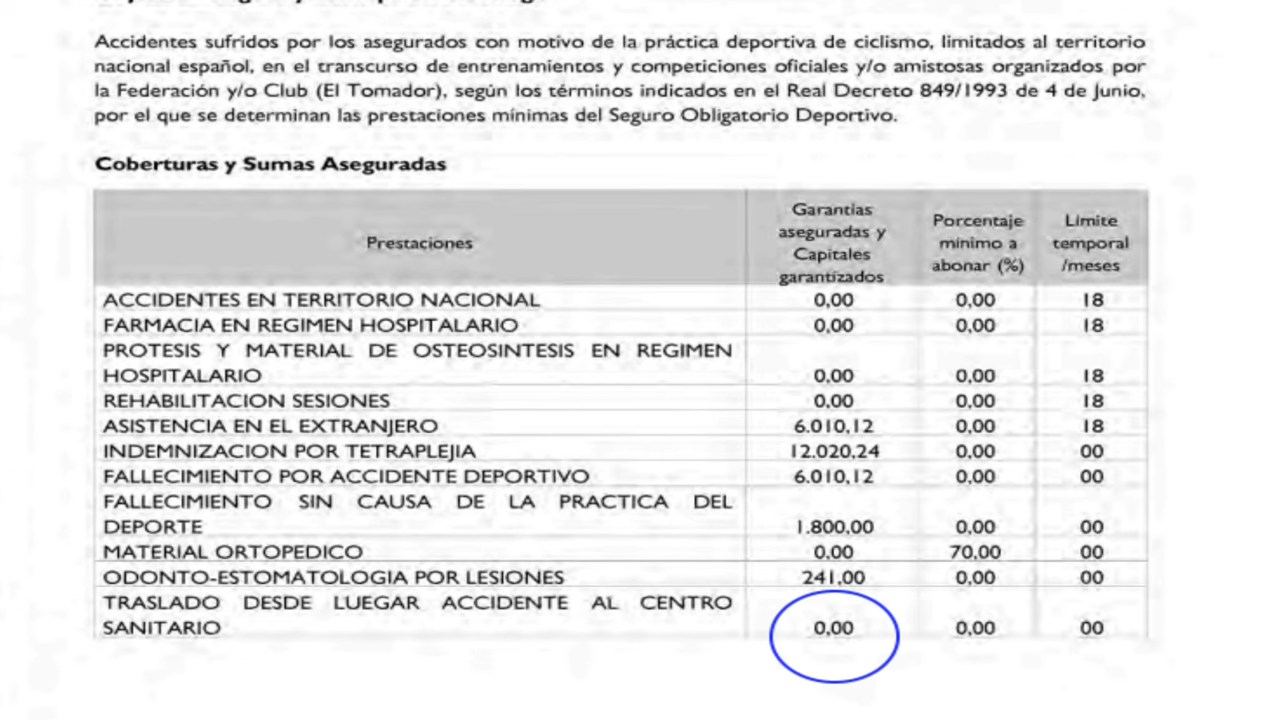 Accidentes sufridos por los asegurados con motivo de la práctica deportiva de ciclismo, limitados al territorio
nacional español, en el transcurso de entrenamientos y competiciones oficiales y/o amistosas organizados por
la Federación y/o Club (El Tomador), según los términos indicados en el Real Decreto 849/1993 de 4 de Junio,
por el que se determinan las prestaciones mínimas del Seguro Obligatorio Deportivo.
Coberturas y Sumas Aseguradas
Prestaciones
Garantías
aseguradas y
Capitales
garantizados
Porcentaje
mínimo a
abonar (%)
Límite
temporal
/meses
ACCIDENTES EN TERRITORIO NACIONAL 0,00 0,00 18
FARMACIA EN REGIMEN HOSPITALARIO 0,00 0,00 18
PROTESIS Y MATERIAL DE OSTEOSINTESIS EN REGIMEN
HOSPITALARIO 0,00 0,00 18
REHABILITACION SESIONES 0,00 0,00 18
ASISTENCIA EN EL EXTRANJERO 6.010,12 0,00 18
INDEMNIZACION POR TETRAPLEJIA 12.020,24 0,00 00
FALLECIMIENTO POR ACCIDENTE DEPORTIVO 6.010,12 0,00 00
FALLECIMIENTO SIN CAUSA DE LA PRACTICA DEL
DEPORTE 1.800,00 0,00 00
MATERIAL ORTOPEDICO 0,00 70,00 00
ODONTO-ESTOMATOLOGIA POR LESIONES 241,00 0,00 00
TRASLADO DESDE LUEGAR ACCIDENTE AL CENTRO
SANITARIO 0,00 0,00 00